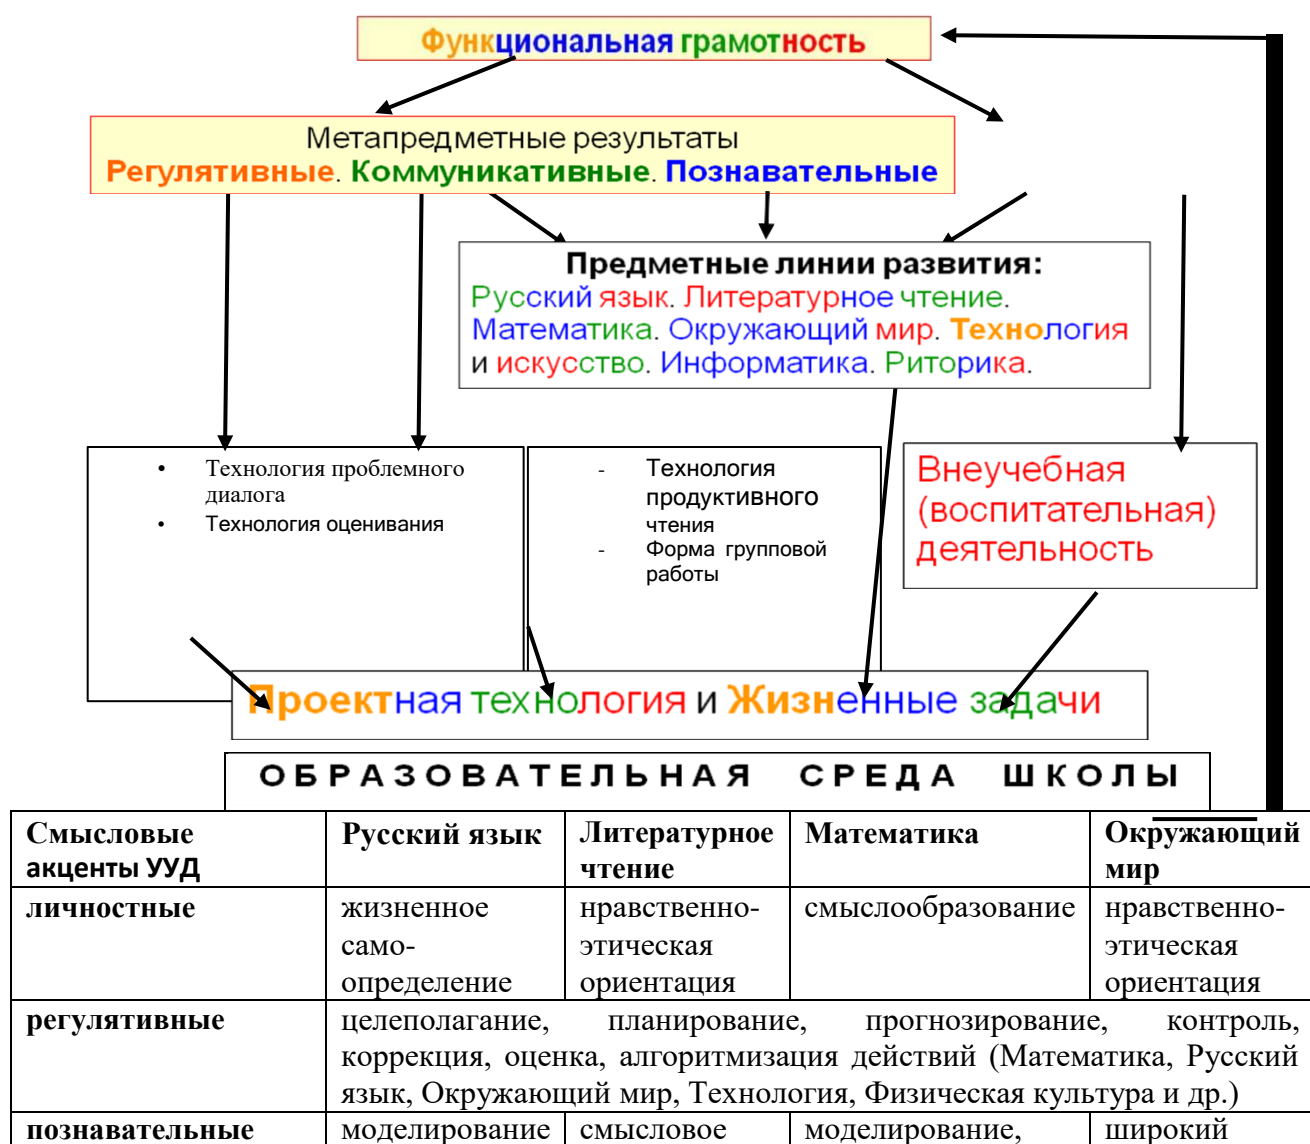 Функциональная грамотность
Метапредметные результаты
Регулятивные. Коммуникативные. Познавательные
Предметные линии развития:
Русский язык. Литературное чтение.
Математика. Окружающий мир. Технология
и искусство. Информатика. Риторика.
• Технология проблемного
диалога
• Технология оценивания
- Технология
продуктивного
чтения
- Форма групповой
работы
Внеучебная
(воспитательная)
деятельность
Проектная технология и Жизненные задачи
ОБРАЗОВАТЕЛЬНАЯ СРЕДА ШКОЛЫ
Смысловые
акценты УУД
Русский язык
Литературное
чтение
Математика
Окружающий
мир
личностные
жизненное
само-
определение
нравственно-
этическая
ориентация
смыслообразование
нравственно-
этическая
ориентация
регулятивные
целеполагание, планирование, прогнозирование, контроль,
коррекция, оценка, алгоритмизация действий (Математика, Русский
язык, Окружающий мир, Технология, Физическая культура и др.)
познавательные
моделирование
смысловое
моделирование,
широкий